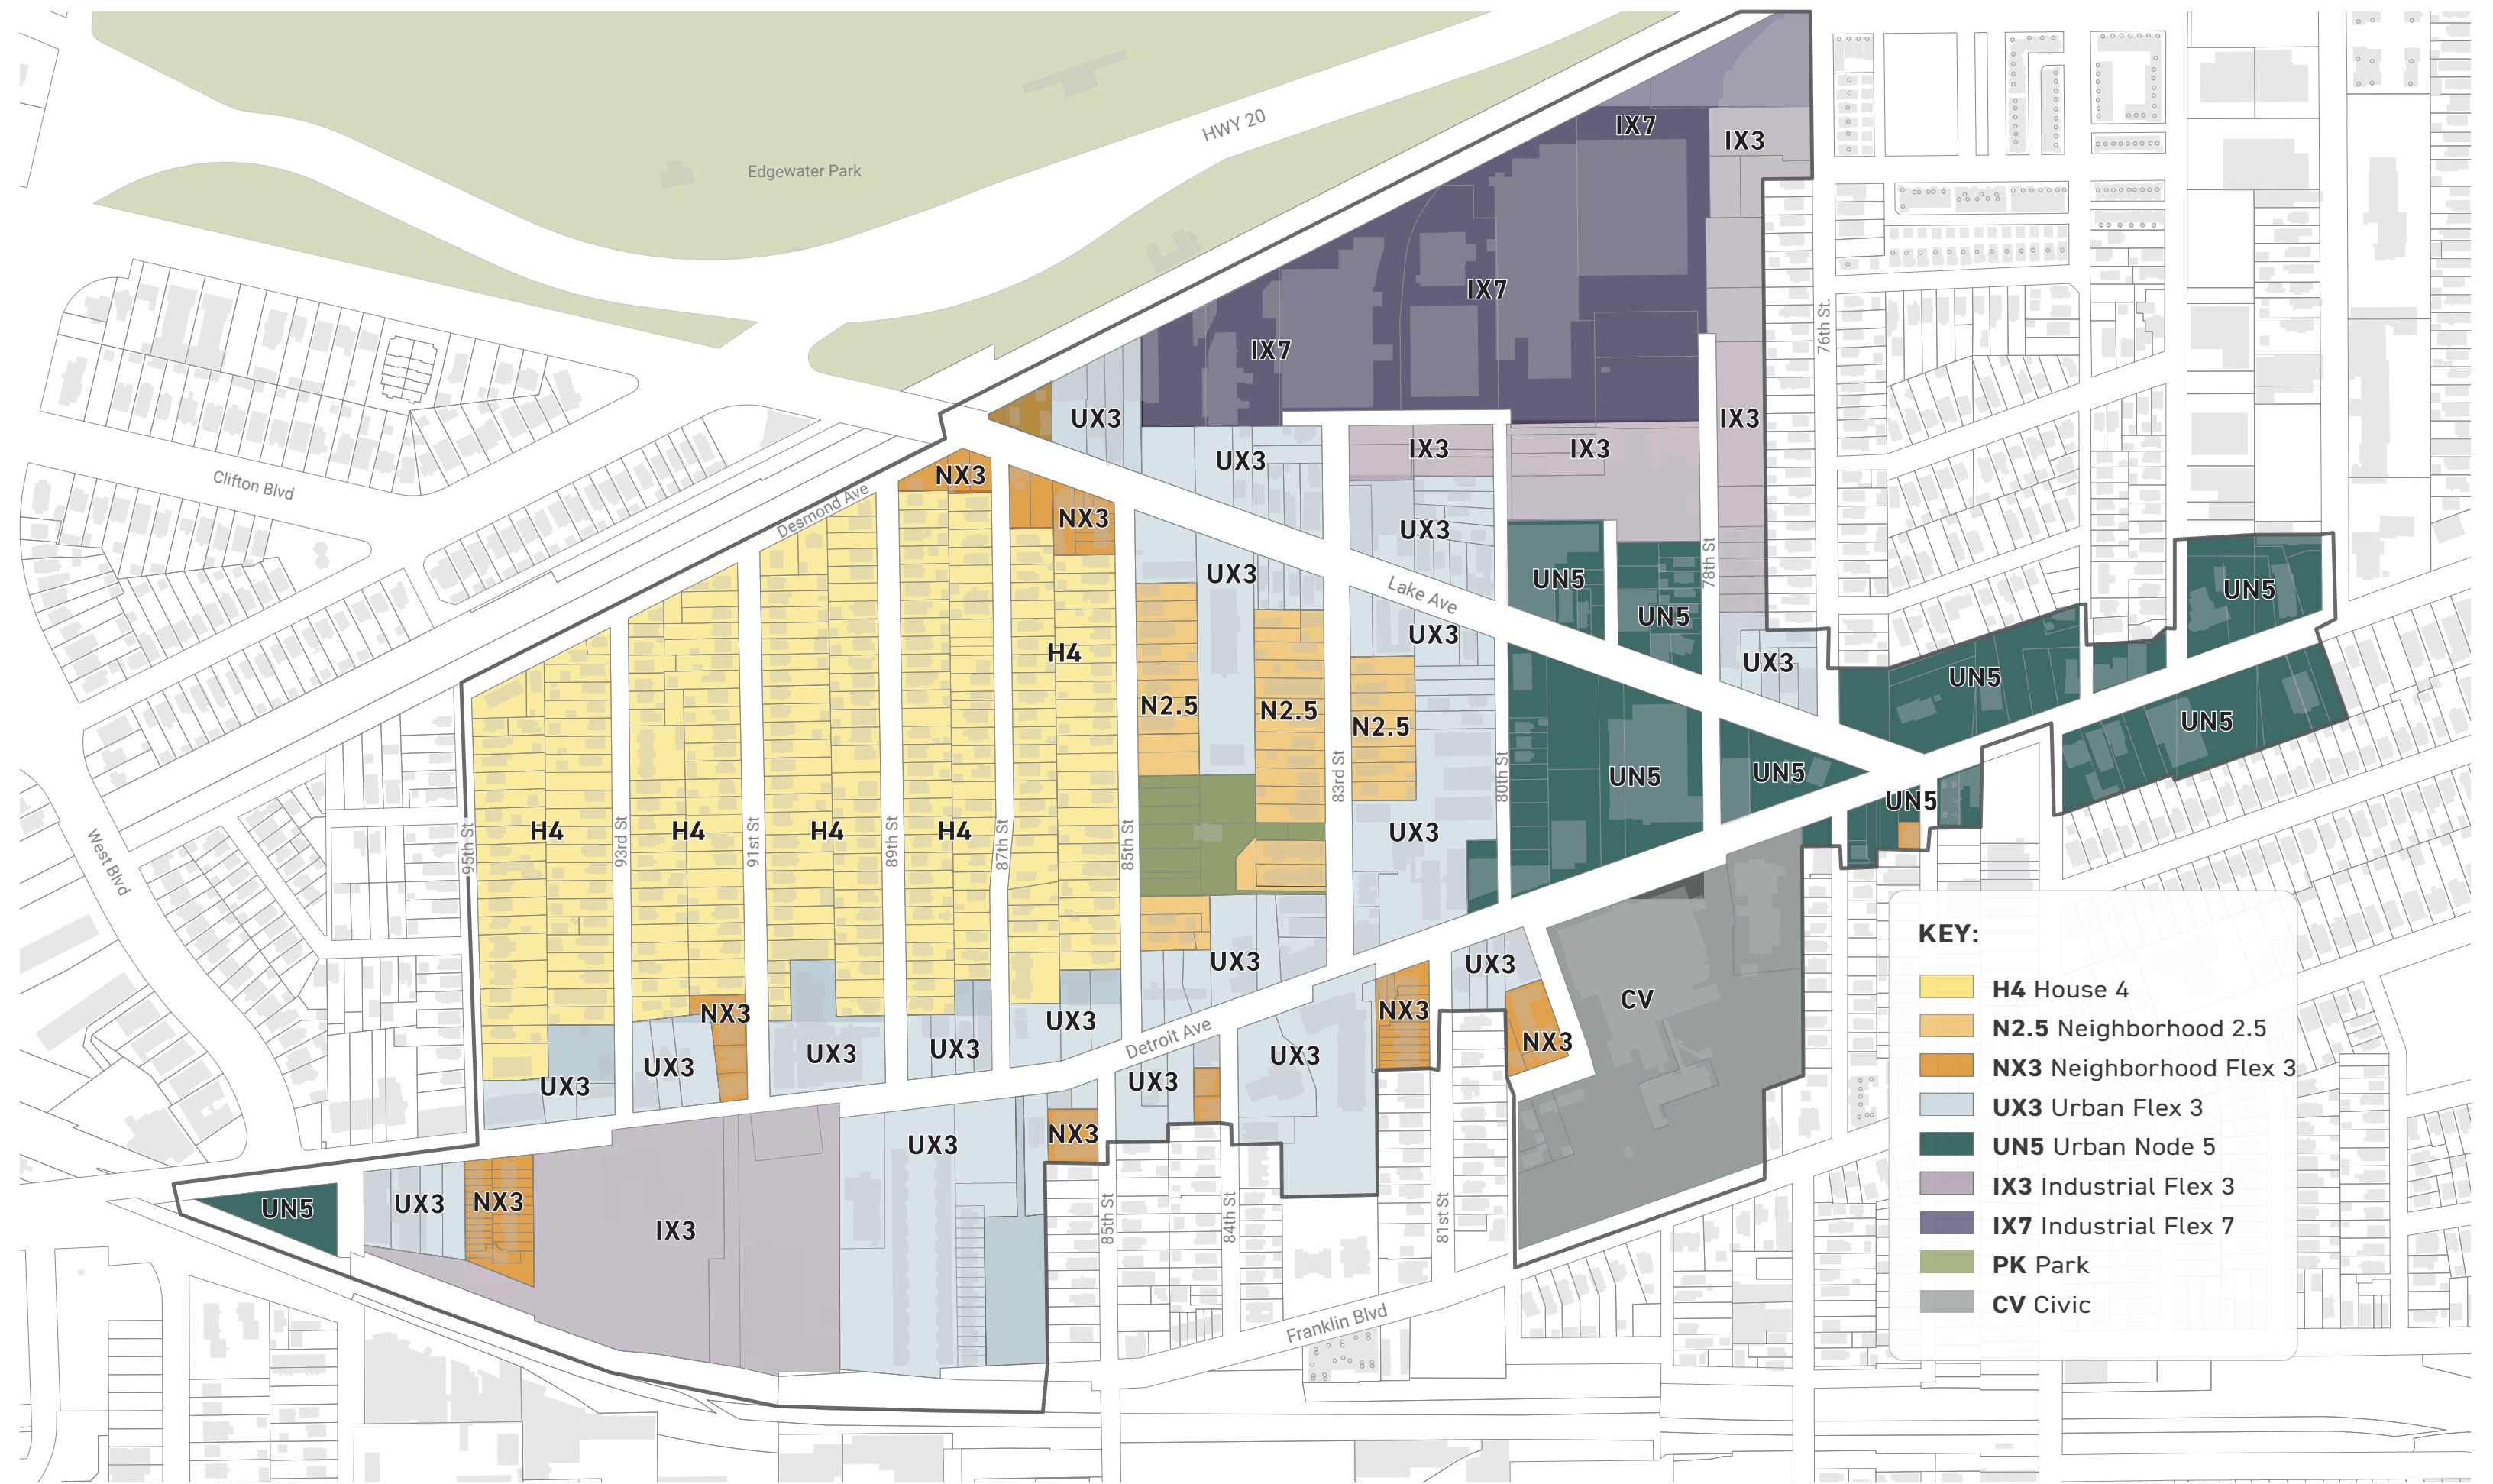 HWY 20
IX7
IX3
Edgewater Park
IX7
76th St.
IX7
UX3
IX3
UX3
IX3
IX3
NX3
Clifton Blvd
Desmond Ave
NX3
UX3
78th St
UX3
UN5
UN5
Lake Ave
UN5
UX3
H4
UX3
UN5
N2.5
N2.5
UN5
N2.5
83rd St
80th St
UN5
UN5
UN5
H4
H4
H4
H4
UX3
95th St
93rd St
91st St
89th St
87th St
85th St
West Blvd
UX3
UX3
CV
NX3
NX3
UX3
Detroit Ave
NX3
UX3
UX3
UX3
UX3
UX3
UX3
UX3
NX3
UX3
UN5
UX3
NX3
IX3
85th St
84th St
81st St
Franklin Blvd
KEY:
H4 House 4
N2.5 Neighborhood 2.5
NX3 Neighborhood Flex 3
UX3 Urban Flex 3
UN5 Urban Node 5
IX3 Industrial Flex 3
IX7 Industrial Flex 7
PK Park
CV Civic